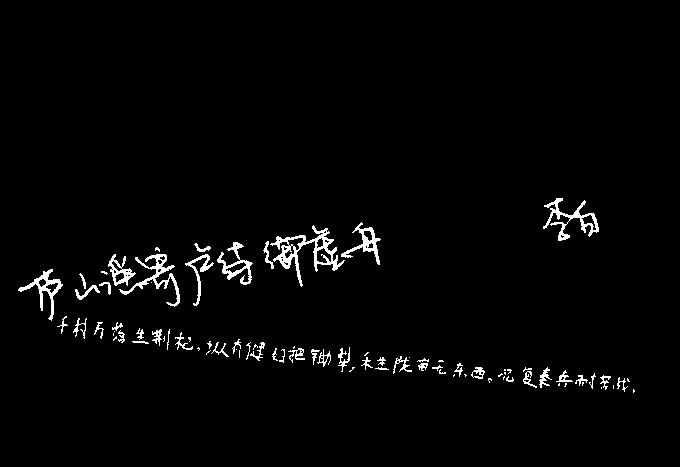 李白
庐山谣寄卢侍御虚舟
千村万落生荆杞。纵有健妇把锄犁,禾生陇亩无东西。况复秦兵耐苦战,